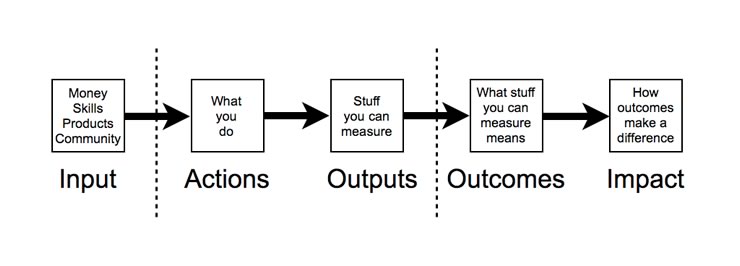 Money
Skills
Products
Community
What
you
do
Stuff
you can
measure
What stuff
you can
measure
means
How
outcomes
make a
difference
Input
Actions
Outputs
Outcomes
Impact